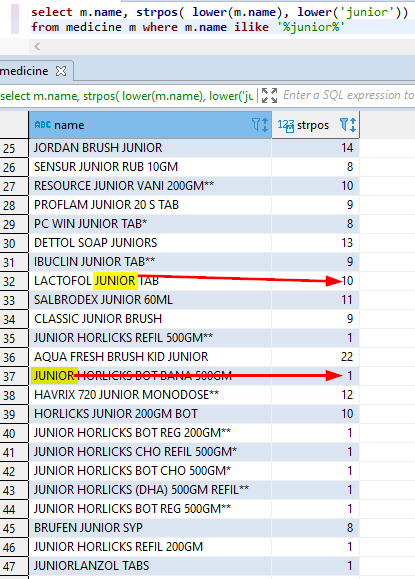 select m.name, strpos( lower(m.name), lower('junior'))
from medicine m where m.name ilike '%junior%'
medicine
select m.name, strpos( lower(m.name), lower('ju Enter a SQL expression to
ABC name 123 strpos
25 JORDAN BRUSH JUNIOR 14
26 SENSUR JUNIOR RUB 10GM 8
27 RESOURCE JUNIOR VANI 200GM** 10
28 PROFLAM JUNIOR 20 S TAB 9
29 PC WIN JUNIOR TAB* 8
30 DETTOL SOAP JUNIORS 13
31 IBUCLIN JUNIOR TAB** 9
32 LACTOFOL JUNIOR TAB 10
33 SALBRODEX JUNIOR 60ML 11
34 CLASSIC JUNIOR BRUSH 9
35 JUNIOR HORLICKS REFIL 500GM** 1
36 AQUA FRESH BRUSH KID JUNIOR 22
37 JUNIOR HORLICKS BOT BANA 500GM 1
38 HAVRIX 720 JUNIOR MONODOSE** 12
39 HORLICKS JUNIOR 200GM BOT 10
40 JUNIOR HORLICKS BOT REG 200GM** 1
41 JUNIOR HORLICKS CHO REFIL 500GM* 1
42 JUNIOR HORLICKS BOT CHO 500GM* 1
43 JUNIOR HORLICKS (DHA) 500GM REFIL** 1
44 JUNIOR HORLICKS BOT REG 500GM** 1
45 BRUFEN JUNIOR SYP 8
46 JUNIOR HORLICKS REFIL 200GM 1
47 JUNIORLANZOL TABS 1